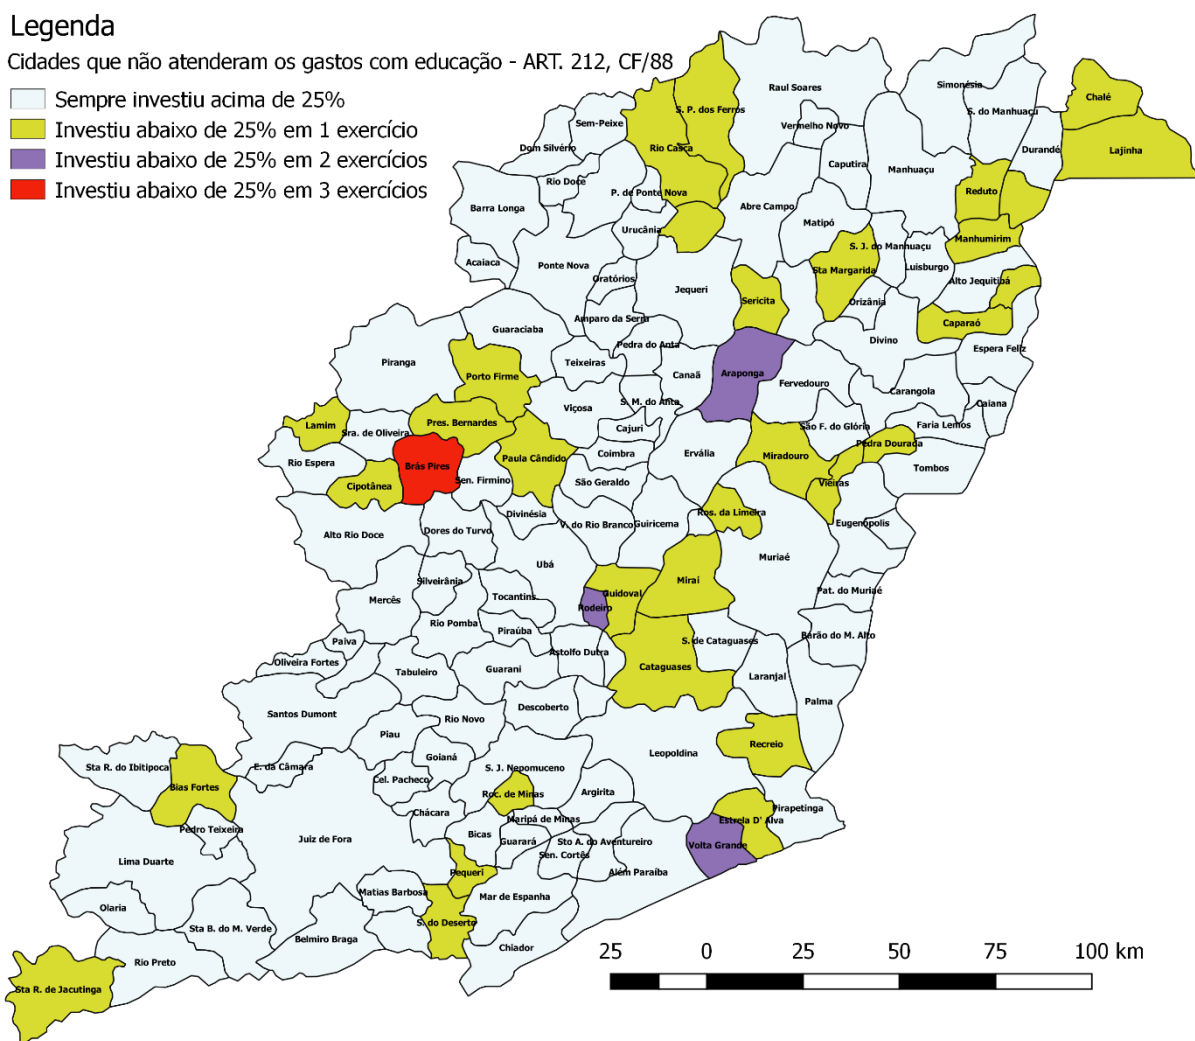 Legenda
Cidades que não atenderam os gastos com educação - ART. 212, CF/88
Sempre investiu acima de 25%
Investiu abaixo de 25% em 1 exercício
Investiu abaixo de 25% em 2 exercícios
Investiu abaixo de 25% em 3 exercícios
Raul Soares
Simonésia
Chalé
S. P. dos Ferros
S. do Manhuaçu
Sem-Peixe
Vermelho Novo
Dom Silvério
Rio Casca
Durandé
Lajinha
Caputira
Manhuaçu
Rio Doce
P. de Ponte Nova
Reduto
Barra Longa
Abre Campo
Matipó
Urucânia
Manhumirim
S. J. do Manhuaçu
Acaiaca
Ponte Nova
Luisburgo
Sta Margarida
Oratórios
Alto Jequitibá
Jequeri
Sericita
Orizânia
Amparo da Serra
Caparaó
Guaraciaba
Divino
Pedra do Anta
Espera Feliz
Piranga
Teixeiras
Porto Firme
Canaã
Araponga
Fervedouro
Carangola
S. M. do Anta
Caiana
Viçosa
Lamim
Pres. Bernardes
Cajuri
São F. do Glória
Faria Lemos
Sra. de Oliveira
Pedra Dourada
Coimbra
Ervália
Miradouro
Rio Espera
Brás Pires
Paula Cândido
Tombos
Cipotânea
Sen. Firmino
São Geraldo
Vieiras
Divinésia
Ros. da Limeira
V. do Rio Branco
Guiricema
Eugenópolis
Alto Rio Doce
Dores do Turvo
Muriaé
Ubá
Silveirânia
Mirai
Pat. do Muriaé
Mercês
Tocantins
Guidoval
Rodeiro
Rio Pomba
Piraúba
Barão do M. Alto
Paiva
S. de Cataguases
Astolfo Dutra
Oliveira Fortes
Tabuleiro
Guarani
Cataguases
Laranjal
Palma
Santos Dumont
Rio Novo
Descoberto
Piau
Recreio
Leopoldina
Goianá
Sta R. do Ibitipoca
E. da Câmara
S. J. Nepomuceno
Cel. Pacheco
Bias Fortes
Roc. de Minas
Argirita
Pirapetinga
Chácara
Maripá de Minas
Estrela D' Alva
Pedro Teixeira
Bicas
Juiz de Fora
Guarará
Sto A. do Aventureiro
Volta Grande
Sen. Cortês
Lima Duarte
Pequeri
Além Paraíba
Matias Barbosa
Mar de Espanha
Olaria
S. do Deserto
Sta B. do M. Verde
Belmiro Braga
Chiador
Rio Preto
Sta R. de Jacutinga
25 0 25 50 75 100 km